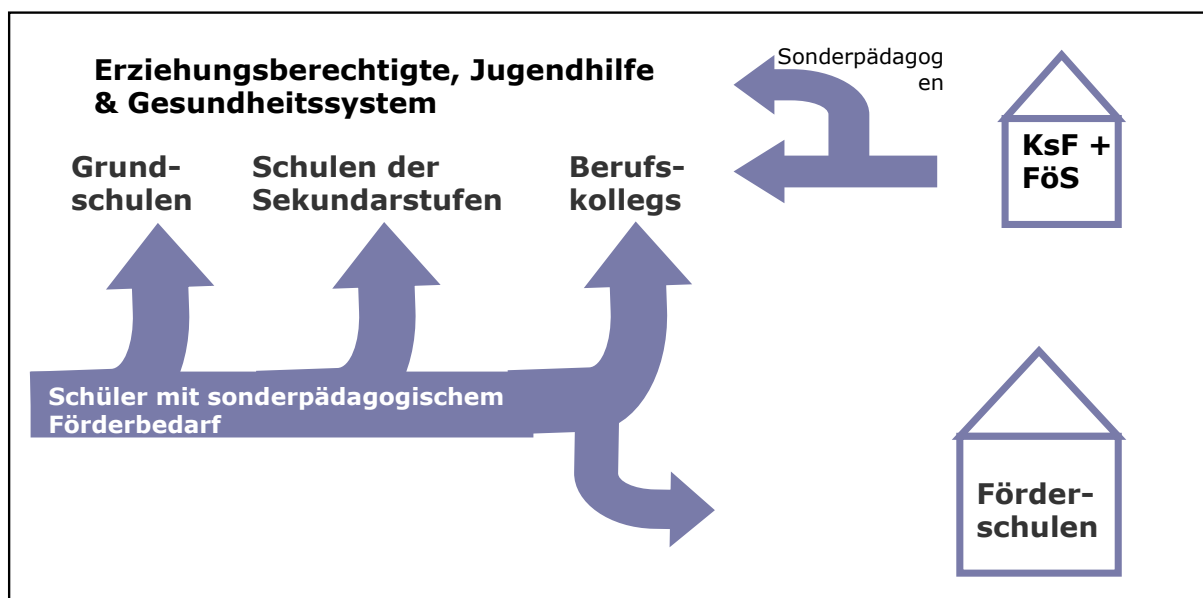 Erziehungsberechtigte, Jugendhilfe
& Gesundheitssystem
Sonderpädagog
en
KsF +
FöS
Grund-
schulen
Schulen der
Sekundarstufen
Berufs-
kollegs
Schüler mit sonderpädagogischem
Förderbedarf
Förder-
schulen